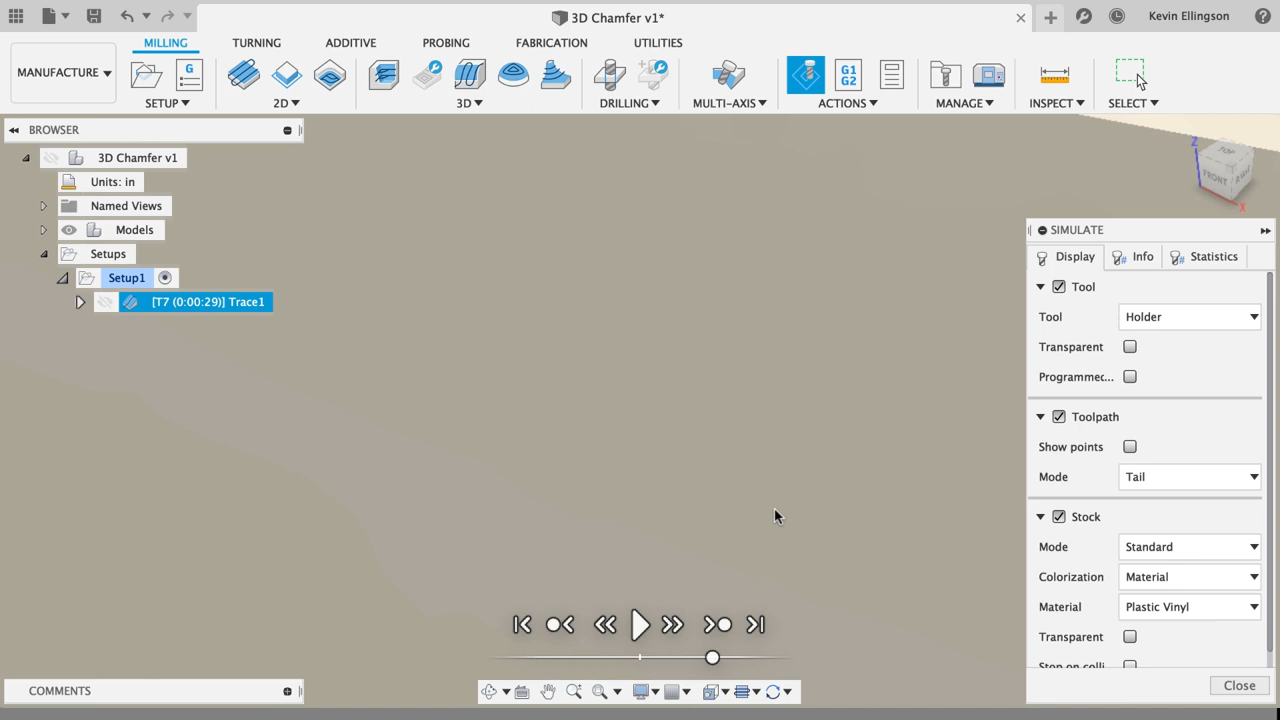 3D Chamfer v1*
Kevin Ellingson
MANUFACTURE
MILLING
TURNING
ADDITIVE
PROBING
FABRICATION
UTILITIES
G
G1
G2
SETUP
2D
3D
DRILLING
MULTI-AXIS
ACTIONS
MANAGE
INSPECT
SELECT
BROWSER
3D Chamfer v1
Units: in
Named Views
Models
Setups
Setup1
[T7 (0:00:29)] Trace1
Z
TOP
FRONT
X
SIMULATE
Display
Info
Statistics
Tool
Tool
Holder
Transparent
Programmec...
Toolpath
Show points
Mode
Tail
Stock
Mode
Standard
Colorization
Material
Material
Plastic Vinyl
Transparent
Close
COMMENTS